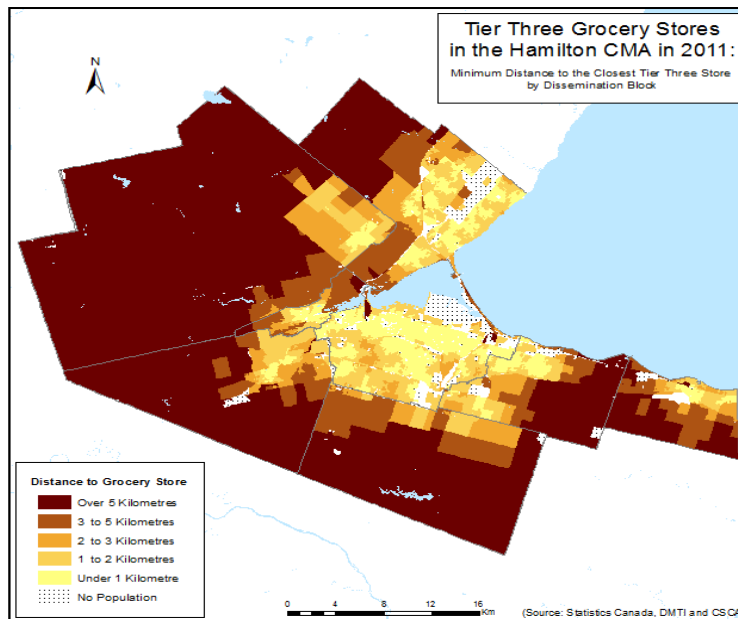 Tier Three Grocery Stores
in the Hamilton CMA in 2011:
Minimum Distance to the Closest Tier Three Store
by Dissemination Block
N
Distance to Grocery Store
Over 5 Kilometres
3 to 5 Kilometres
2 to 3 Kilometres
1 to 2 Kilometres
Under 1 Kilometre
No Population
0 4 8 12 16
Km
(Source: Statistics Canada, DMTI and CSCA